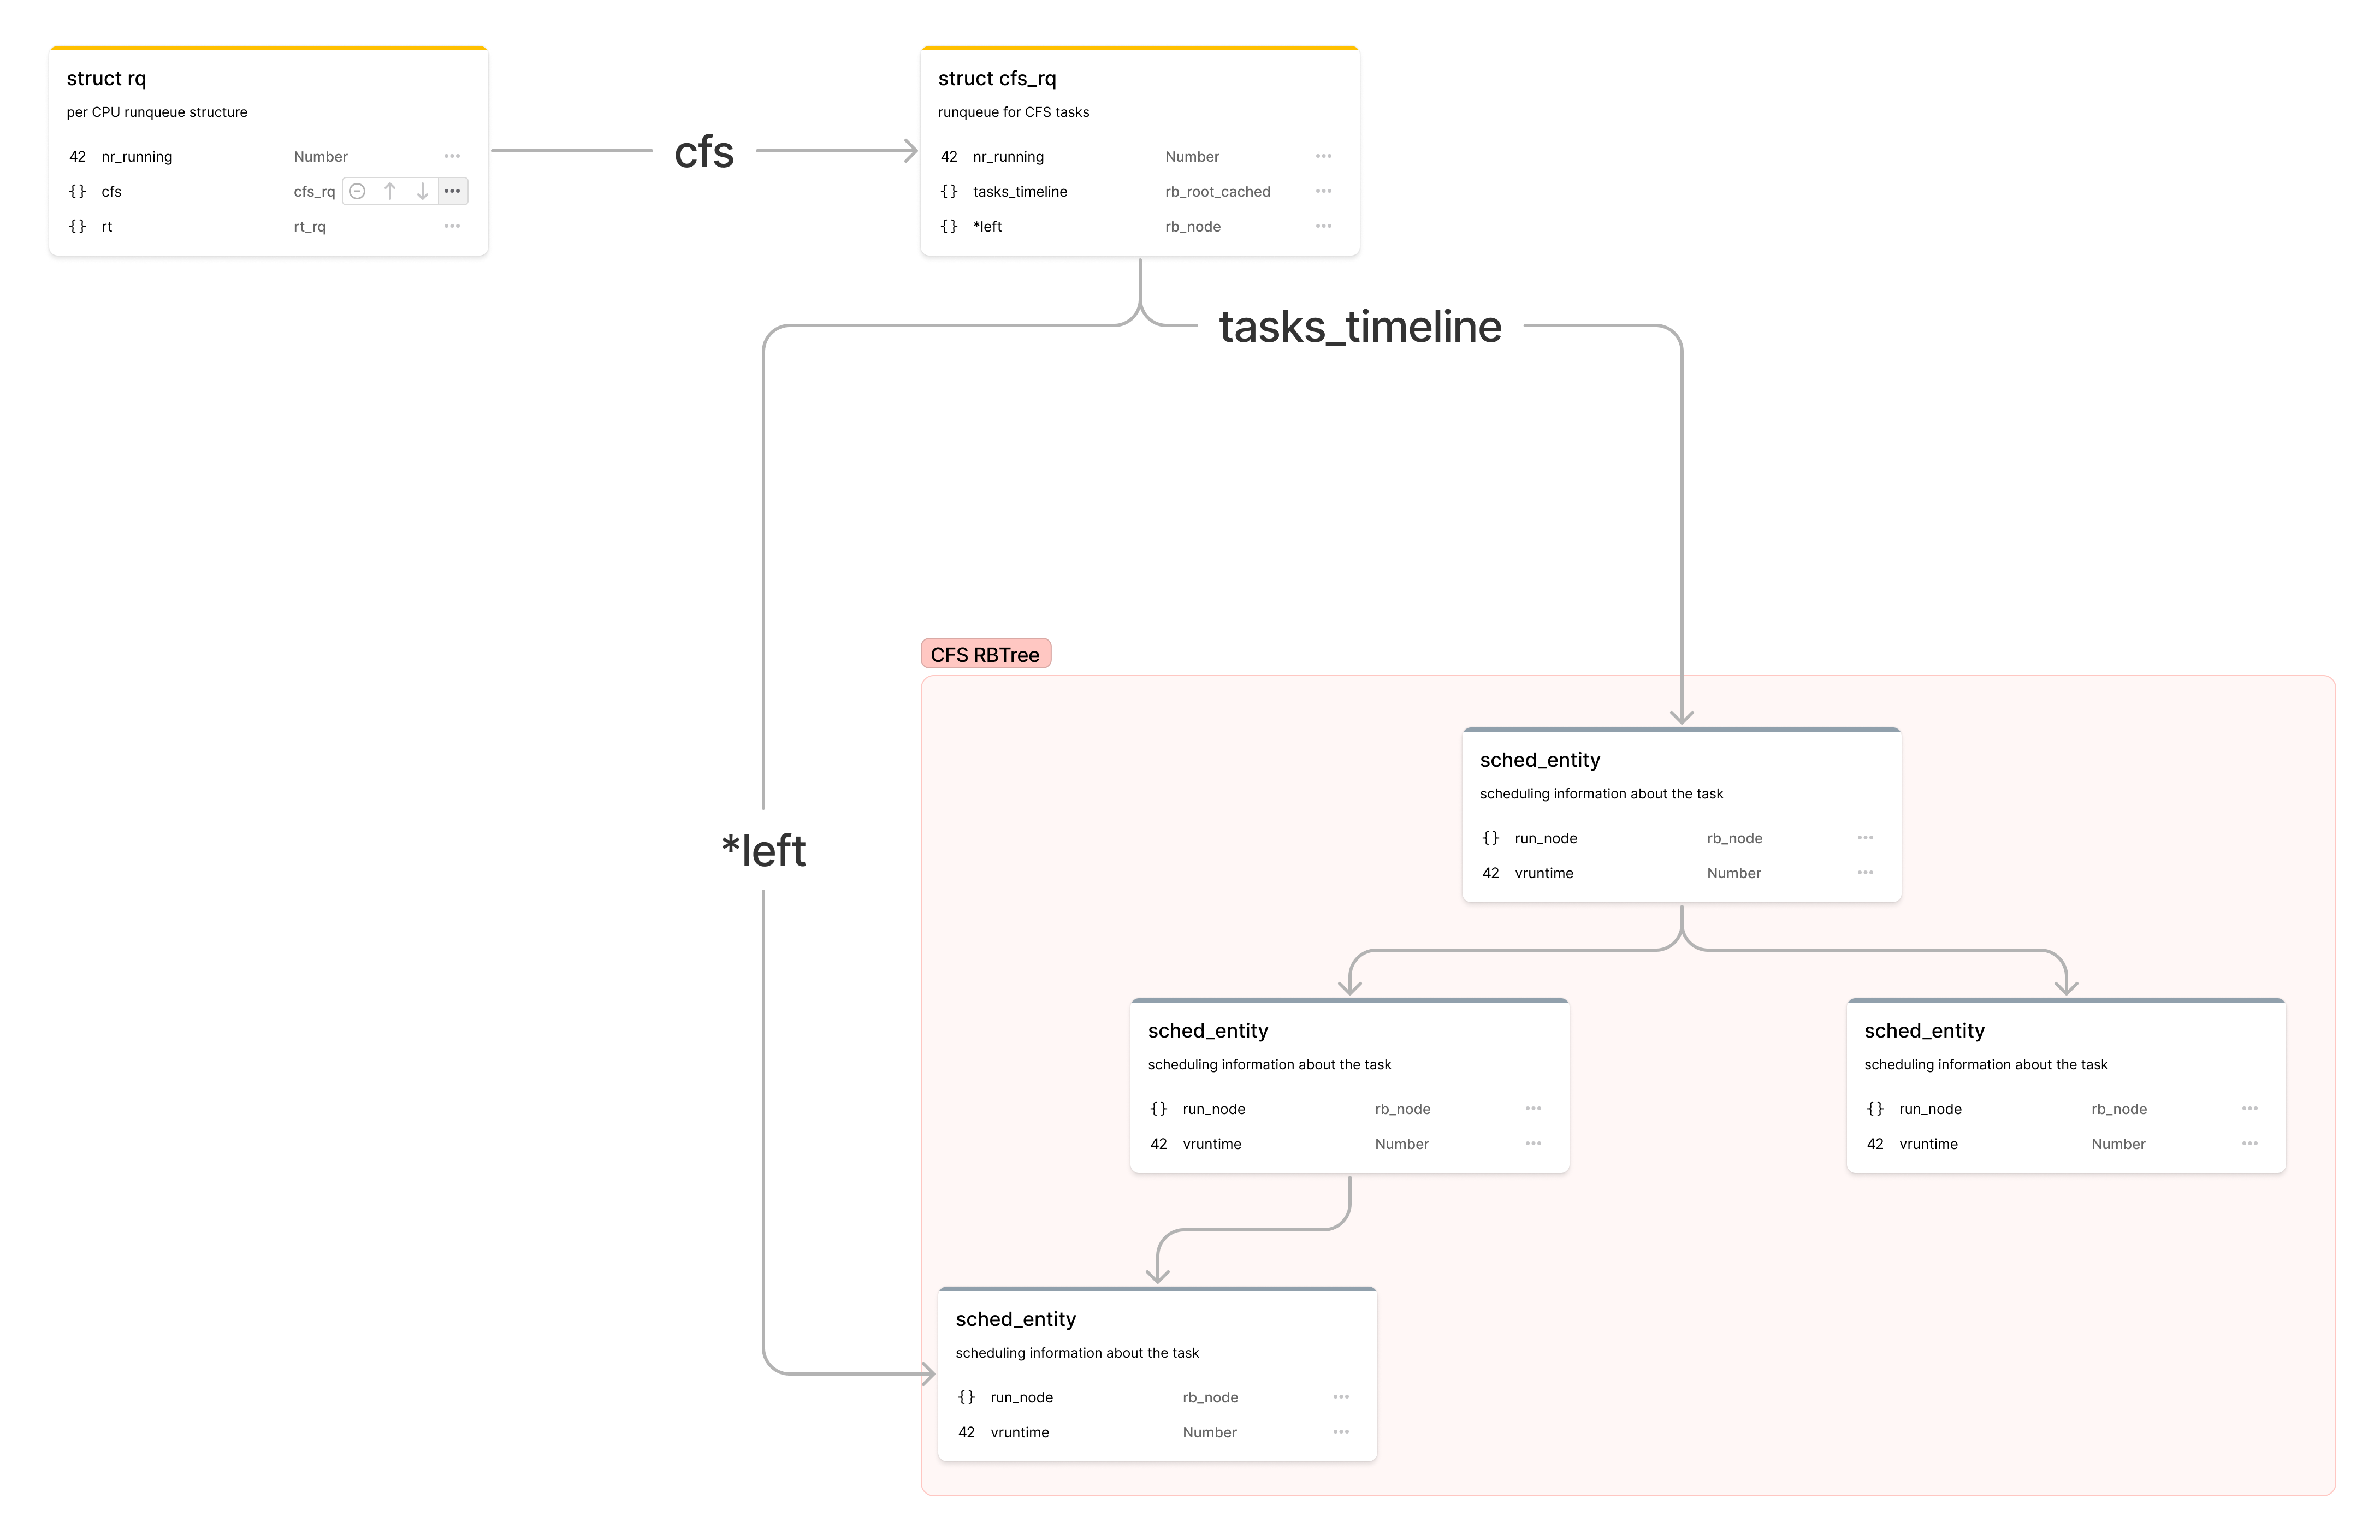 struct rq
per CPU runqueue structure
42 nr_running Number
{} cfs cfs_rq
{} rt rt_rq
cfs
struct cfs_rq
runqueue for CFS tasks
42 nr_running Number
{} tasks_timeline rb_root_cached
{} *left rb_node
tasks_timeline
*left
CFS RBTree
sched_entity
scheduling information about the task
{} run_node rb_node
42 vruntime Number
sched_entity
scheduling information about the task
{} run_node rb_node
42 vruntime Number
sched_entity
scheduling information about the task
{} run_node rb_node
42 vruntime Number
sched_entity
scheduling information about the task
{} run_node rb_node
42 vruntime Number